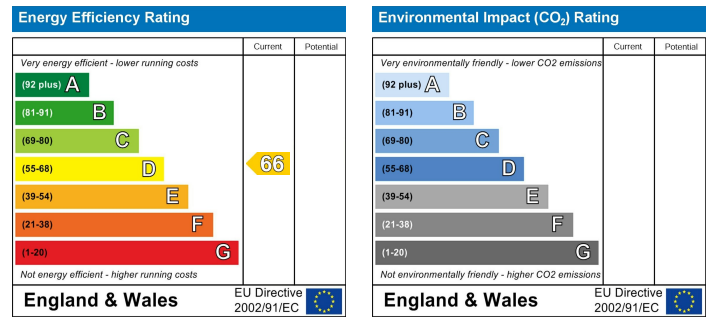 Energy Efficiency Rating
Current Potential
Very energy efficient - lower running costs
(92 plus) A
(81-91) B
(69-80) C
(55-68) D
66
(39-54) E
(21-38) F
(1-20) G
Not energy efficient - higher running costs
England & Wales
EU Directive
2002/91/EC
Environmental Impact (CO₂) Rating
Current Potential
Very environmentally friendly - lower CO2 emissions
(92 plus) A
(81-91) B
(69-80) C
(55-68) D
(39-54) E
(21-38) F
(1-20) G
Not environmentally friendly - higher CO2 emissions
England & Wales
EU Directive
2002/91/EC